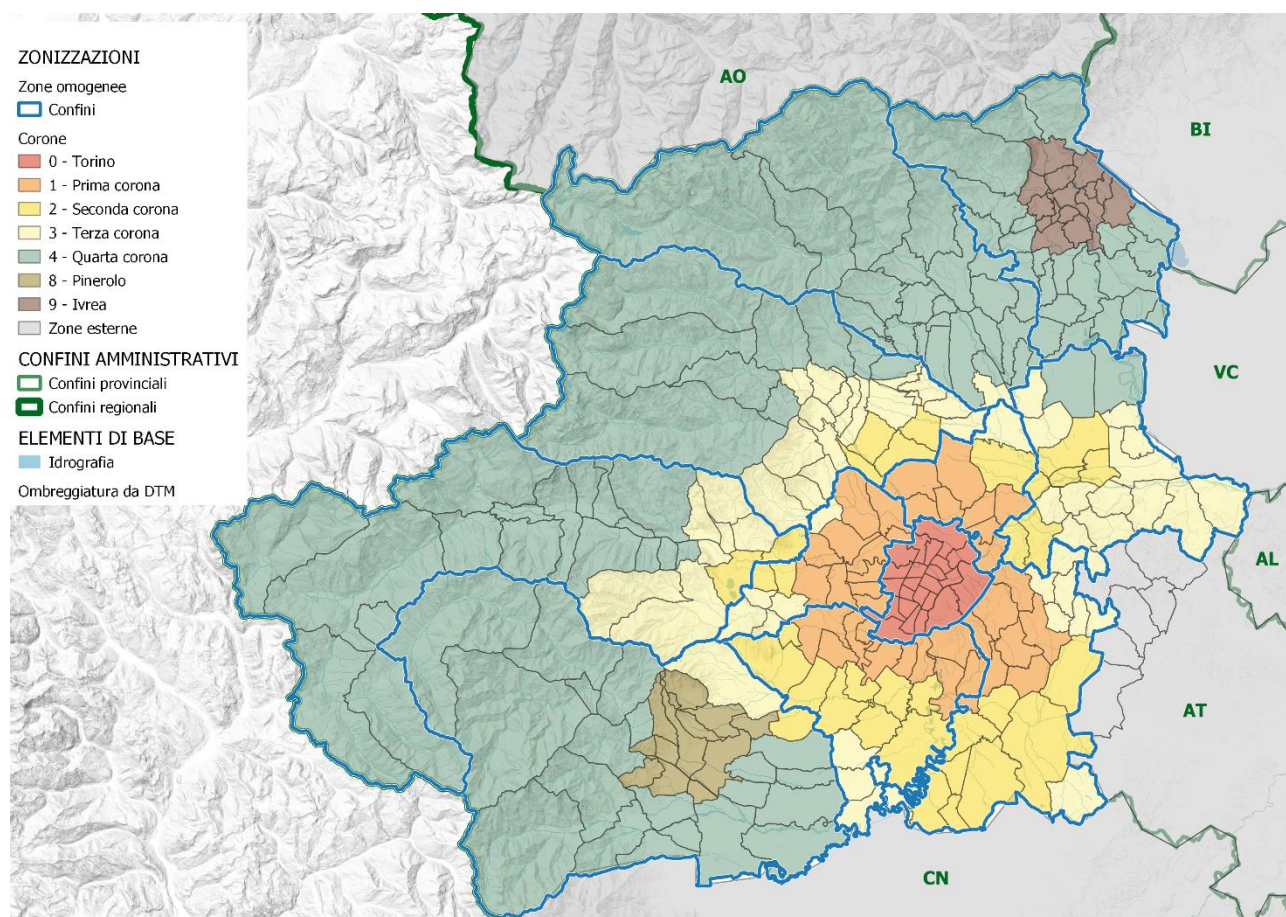 ZONIZZAZIONI
Zone omogenee
Confini
Corone
0 - Torino
1 - Prima corona
2 - Seconda corona
3 - Terza corona
4 - Quarta corona
8 - Pinerolo
9 - Ivrea
Zone esterne
CONFINI AMMINISTRATIVI
Confini provinciali
Confini regionali
ELEMENTI DI BASE
Idrografia
Ombreggiatura da DTM
AO
BI
VC
AL
AT
CN